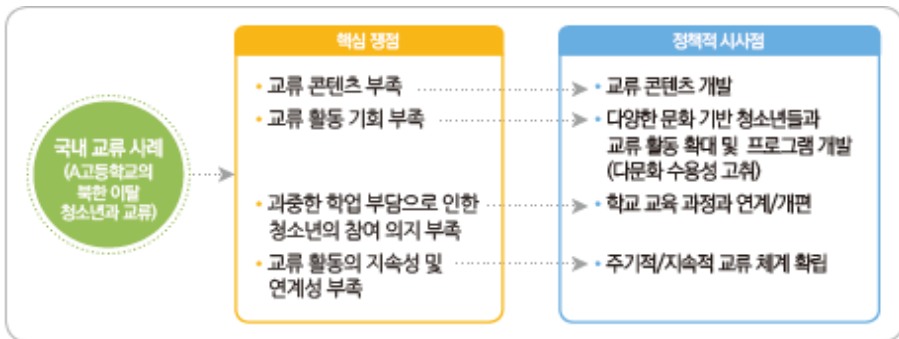 국내 교류 사례
(A고등학교의
북한 이탈
청소년과 교류)
핵심 쟁점
• 교류 콘텐츠 부족
• 교류 활동 기회 부족
• 과중한 학업 부담으로 인한
청소년의 참여 의지 부족
• 교류 활동의 지속성 및
연계성 부족
정책적 시사점
• 교류 콘텐츠 개발
• 다양한 문화 기반 청소년들과
교류 활동 확대 및 프로그램 개발
(다문화 수용성 고취)
• 학교 교육 과정과 연계/개편
• 주기적/지속적 교류 체계 확립